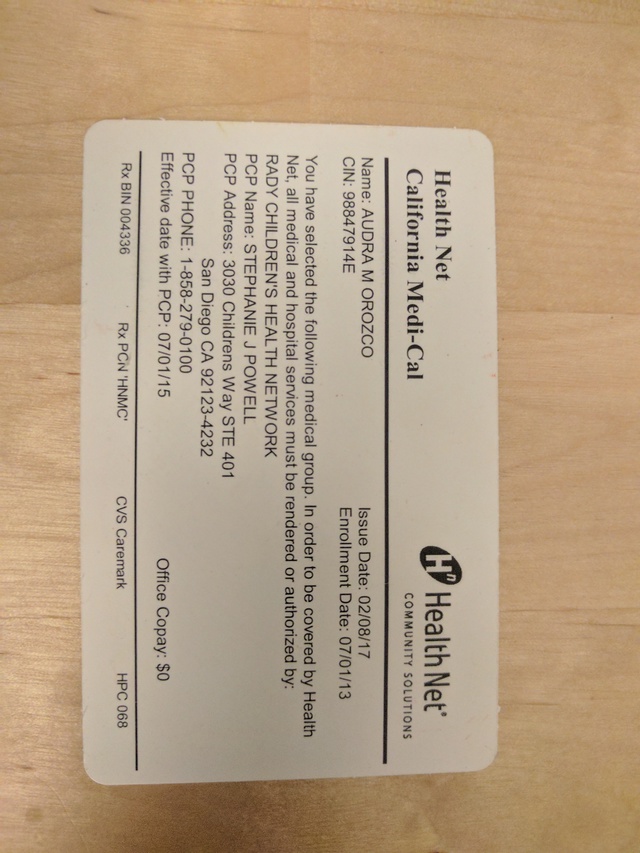 Health Net
California Medi-Cal
Hn Health Net®
COMMUNITY SOLUTIONS
Name: AUDRA M OROZCO
CIN: 98847914E
Issue Date: 02/08/17
Enrollment Date: 07/01/13
You have selected the following medical group. In order to be covered by Health
Net, all medical and hospital services must be rendered or authorized by:
RADY CHILDREN'S HEALTH NETWORK
PCP Name: STEPHANIE J POWELL
PCP Address: 3030 Childrens Way STE 401
San Diego CA 92123-4232
PCP PHONE: 1-858-279-0100
Effective date with PCP: 07/01/15
Office Copay: $0
Rx BIN 004336 Rx PCN 'HNMC' CVS Caremark HPC 068